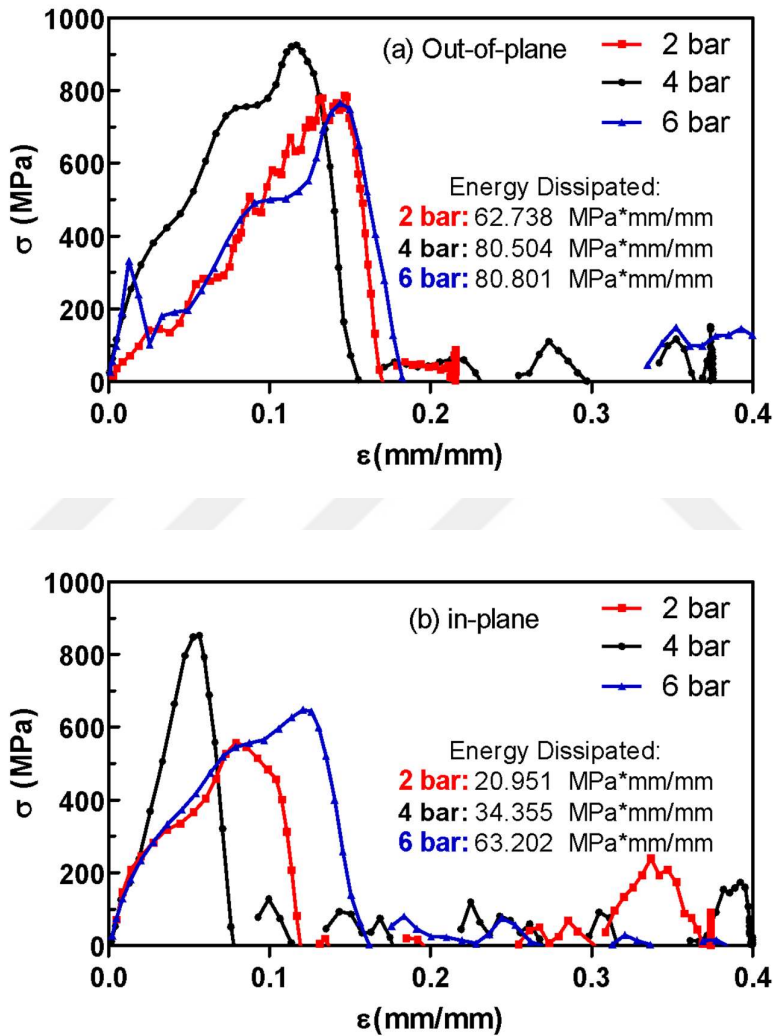 1000
800
600
400
200
0
σ (MPa)
(a) Out-of-plane
2 bar
4 bar
6 bar
Energy Dissipated:
2 bar: 62.738 MPa*mm/mm
4 bar: 80.504 MPa*mm/mm
6 bar: 80.801 MPa*mm/mm
0.0 0.1 0.2 0.3 0.4
ε(mm/mm)
1000
800
600
400
200
0
σ (MPa)
(b) in-plane
2 bar
4 bar
6 bar
Energy Dissipated:
2 bar: 20.951 MPa*mm/mm
4 bar: 34.355 MPa*mm/mm
6 bar: 63.202 MPa*mm/mm
0.0 0.1 0.2 0.3 0.4
ε(mm/mm)